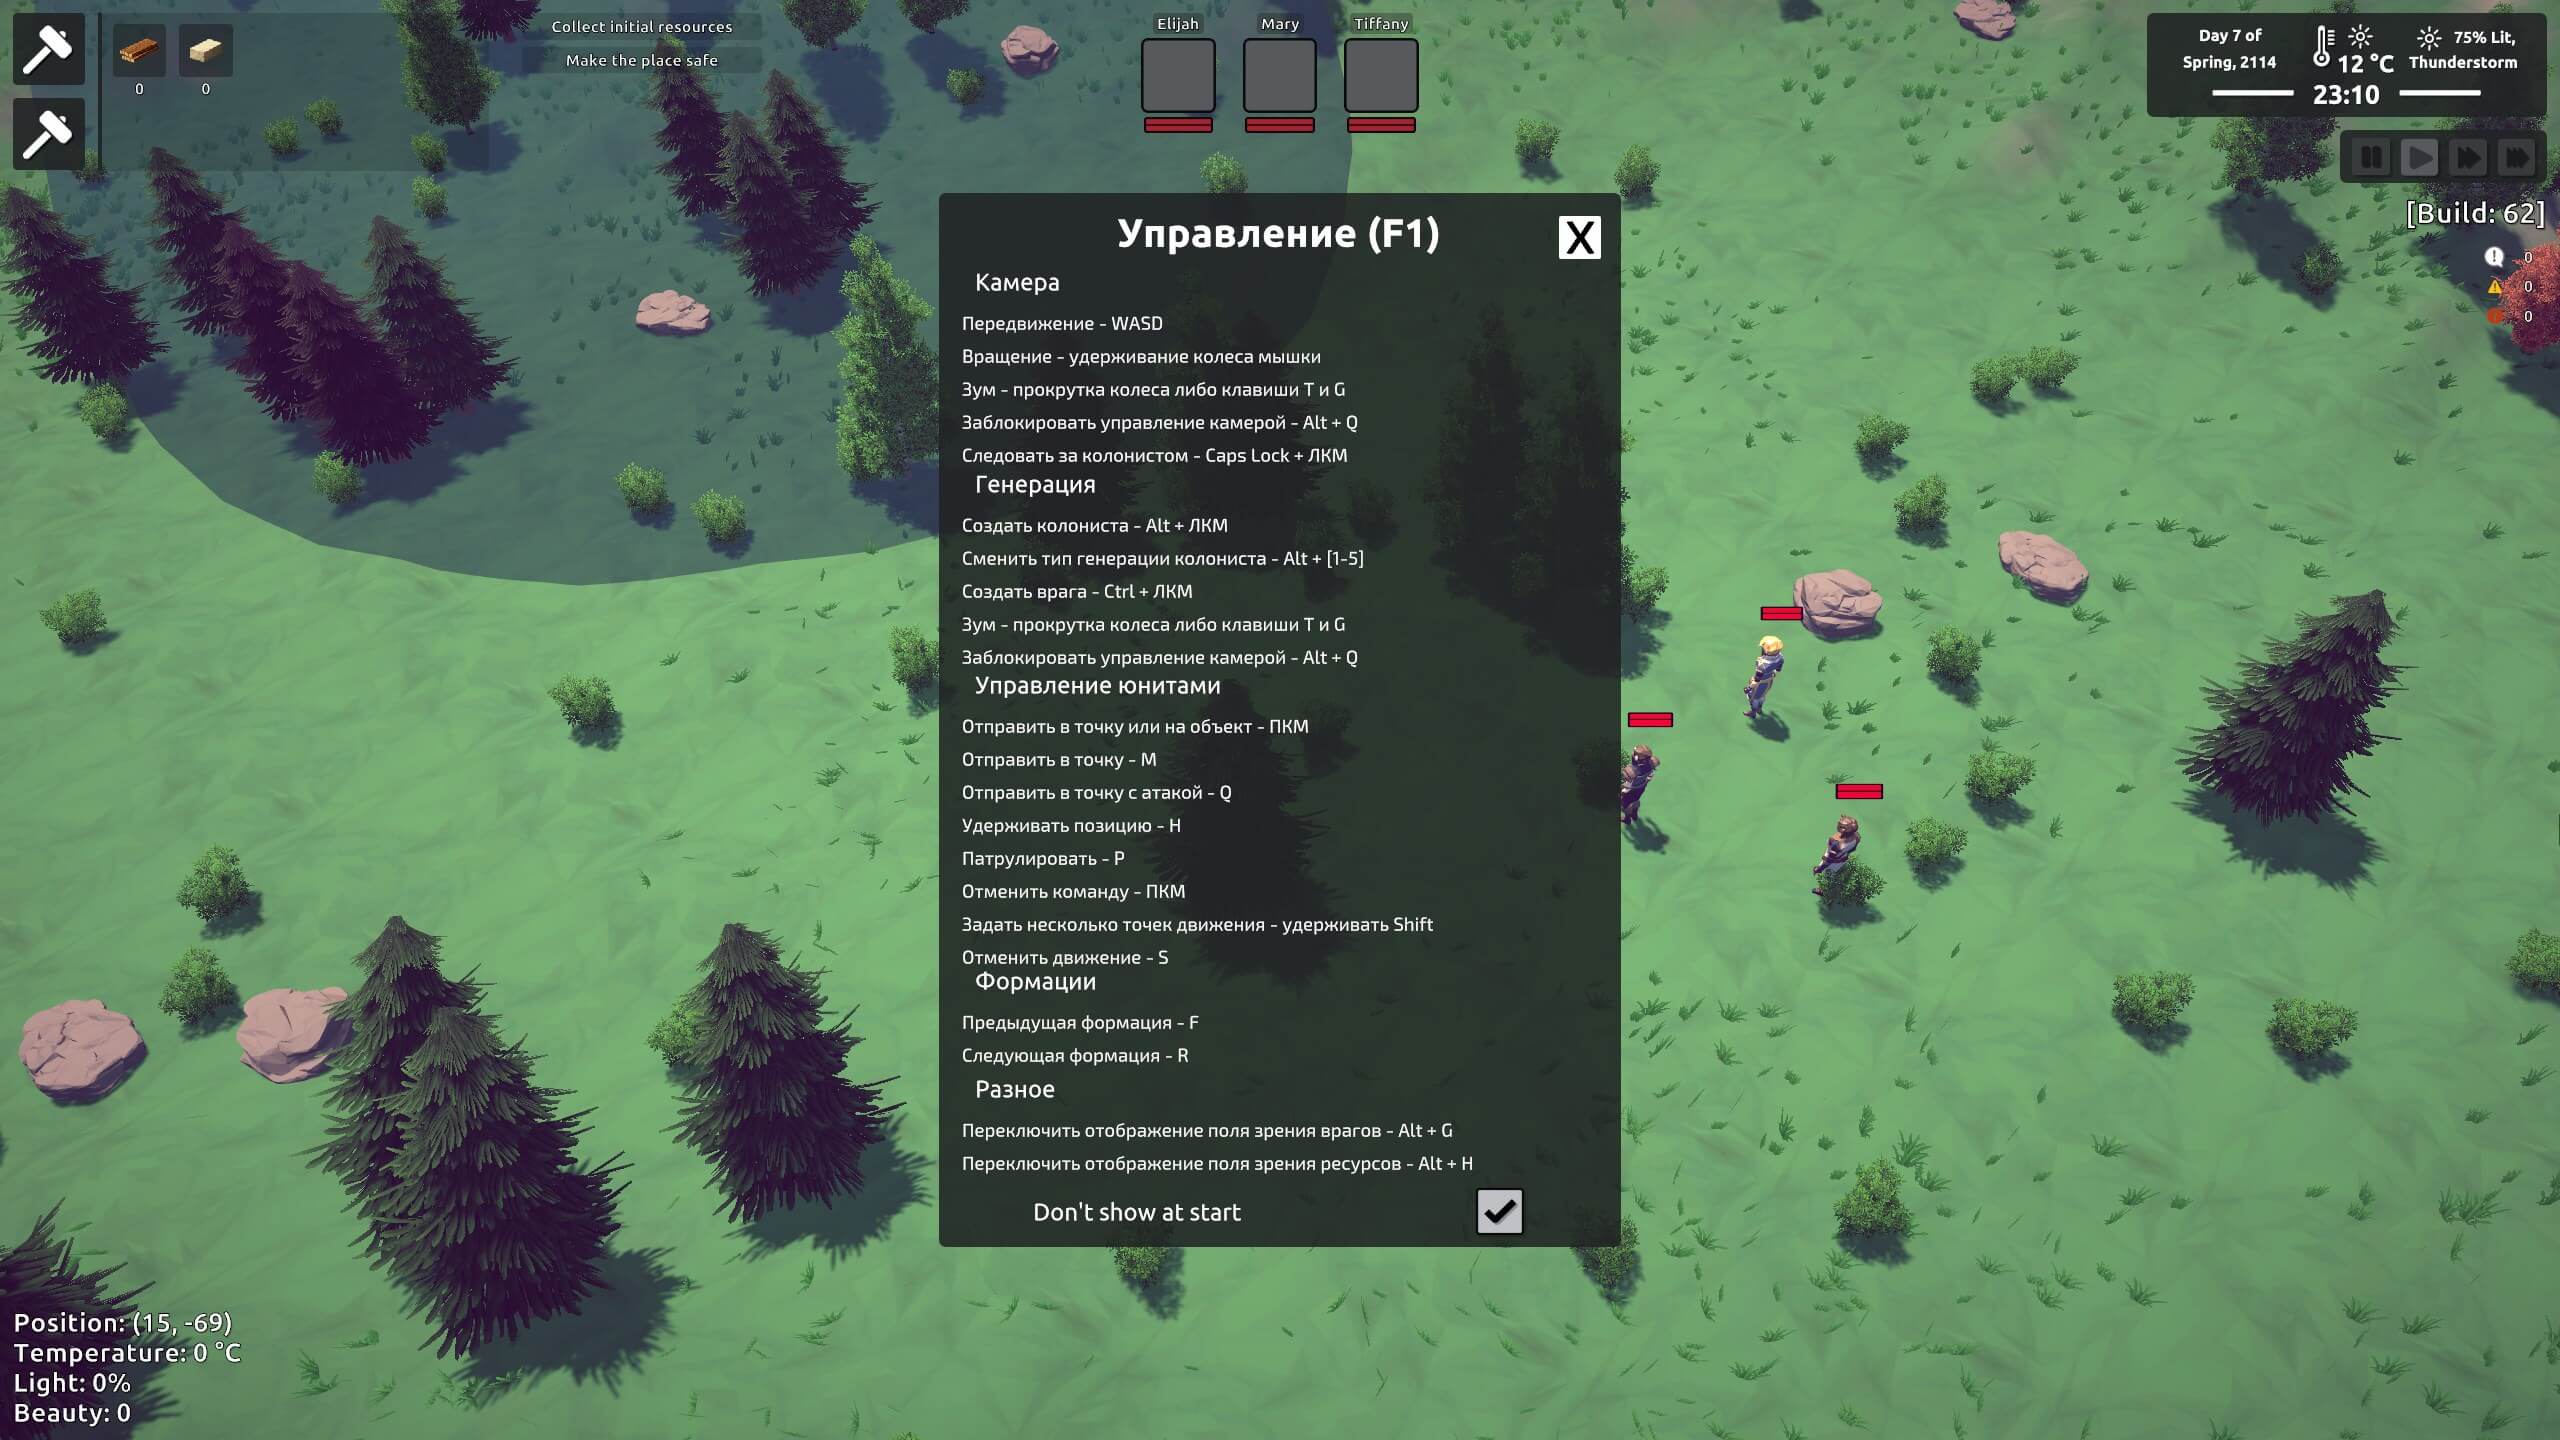 Collect initial resources
Make the place safe
0 0
Elijah Mary Tiffany
Day 7 of
Spring, 2114
12 °C
75% Lit,
Thunderstorm
23:10
[Build: 62]
0
0
0
Управление (F1)
X
Камера
Передвижение - WASD
Вращение - удерживание колеса мышки
Зум - прокрутка колеса либо клавиши T и G
Заблокировать управление камерой - Alt + Q
Следовать за колонистом - Caps Lock + ЛКМ
Генерация
Создать колониста - Alt + ЛКМ
Сменить тип генерации колониста - Alt + [1-5]
Создать врага - Ctrl + ЛКМ
Зум - прокрутка колеса либо клавиши T и G
Заблокировать управление камерой - Alt + Q
Управление юнитами
Отправить в точку или на объект - ПКМ
Отправить в точку - M
Отправить в точку с атакой - Q
Удерживать позицию - H
Патрулировать - P
Отменить команду - ПКМ
Задать несколько точек движения - удерживать Shift
Отменить движение - S
Формации
Предыдущая формация - F
Следующая формация - R
Разное
Переключить отображение поля зрения врагов - Alt + G
Переключить отображение поля зрения ресурсов - Alt + H
Don't show at start
Position: (15, -69)
Temperature: 0 °C
Light: 0%
Beauty: 0